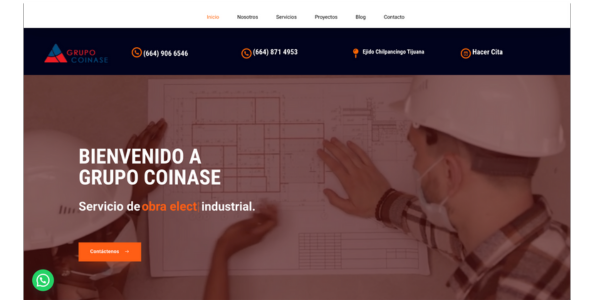 Inicio Nosotros Servicios Proyectos Blog Contacto
GRUPO
COINASE
(664) 906 6546
(664) 871 4953
Ejido Chilpancingo Tijuana
Hacer Cita
BIENVENIDO A
GRUPO COINASE
Servicio de obra elect industrial.
Contáctenos →